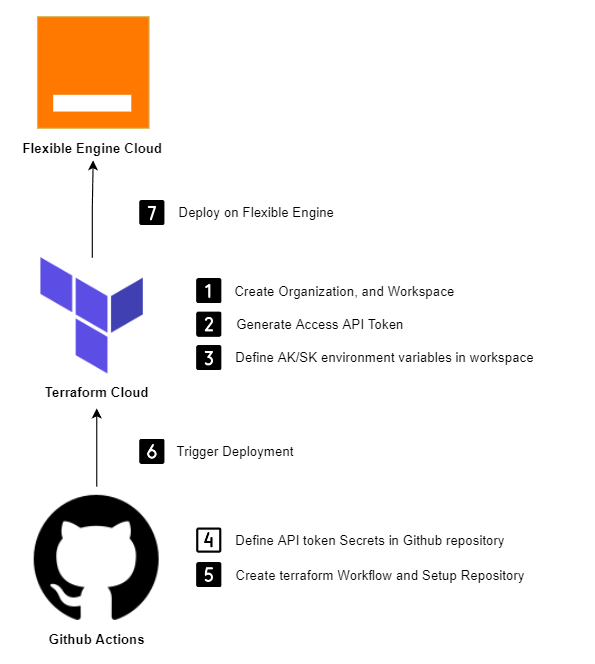 Flexible Engine Cloud
7 Deploy on Flexible Engine
1 Create Organization, and Workspace
2 Generate Access API Token
3 Define AK/SK environment variables in workspace
Terraform Cloud
6 Trigger Deployment
4 Define API token Secrets in Github repository
5 Create terraform Workflow and Setup Repository
Github Actions